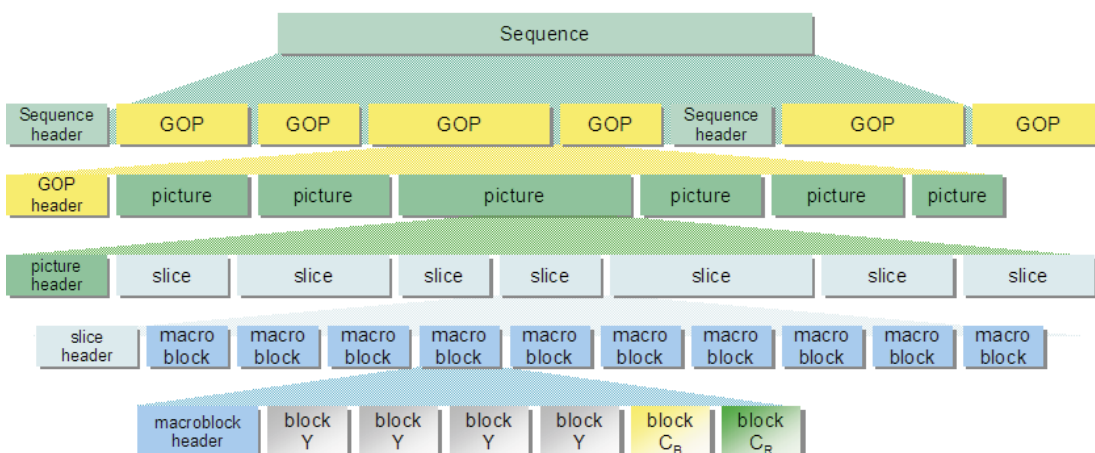 Sequence
Sequence header GOP GOP GOP GOP Sequence header GOP GOP
GOP header picture picture picture picture picture picture
picture header slice slice slice slice slice slice slice
slice header macro block macro block macro block macro block macro block macro block macro block macro block macro block macro block
macroblock header block Y block Y block Y block Y block CB block CR